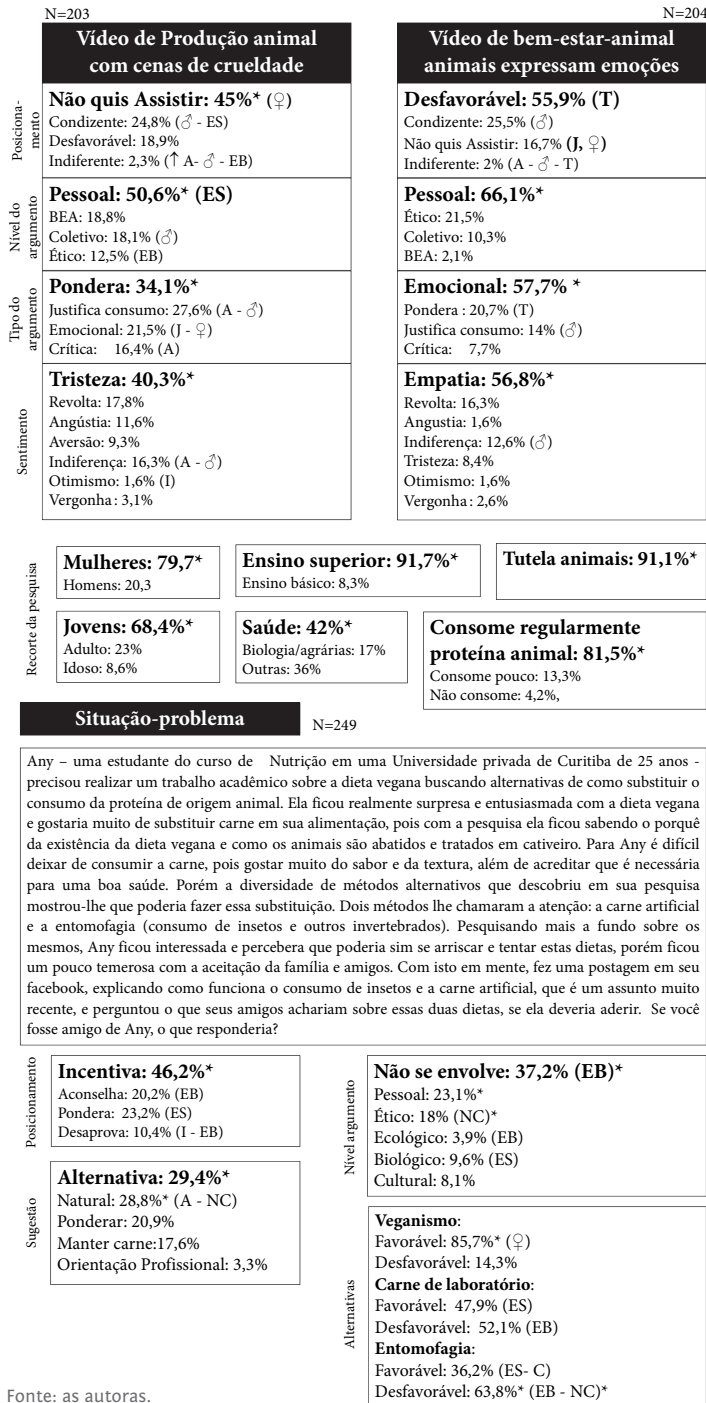 N=203
Vídeo de Produção animal
com cenas de crueldade
Posiciona-
mento
Não quis Assistir: 45%* (♀)
Condizente: 24,8% (♂ - ES)
Desfavorável: 18,9%
Indiferente: 2,3% (↑ A- ♂ - EB)
Nível do
argumento
Pessoal: 50,6%* (ES)
BEA: 18,8%
Coletivo: 18,1% (♂)
Ético: 12,5% (EB)
Tipo do
argumento
Pondera: 34,1%*
Justifica consumo: 27,6% (A - ♂)
Emocional: 21,5% (J - ♀)
Crítica: 16,4% (A)
Sentimento
Tristeza: 40,3%*
Revolta: 17,8%
Angústia: 11,6%
Aversão: 9,3%
Indiferença: 16,3% (A - ♂)
Otimismo: 1,6% (I)
Vergonha : 3,1%
N=204
Vídeo de bem-estar-animal
animais expressam emoções
Desfavorável: 55,9% (T)
Condizente: 25,5% (♂)
Não quis Assistir: 16,7% (J, ♀)
Indiferente: 2% (A - ♂ - T)
Pessoal: 66,1%*
Ético: 21,5%
Coletivo: 10,3%
BEA: 2,1%
Emocional: 57,7% *
Pondera : 20,7% (T)
Justifica consumo: 14% (♂)
Crítica: 7,7%
Empatia: 56,8%*
Revolta: 16,3%
Angustia: 1,6%
Indiferença: 12,6% (♂)
Tristeza: 8,4%
Otimismo: 1,6%
Vergonha : 2,6%
Recorte da pesquisa
Mulheres: 79,7*
Homens: 20,3
Ensino superior: 91,7%*
Ensino básico: 8,3%
Tutela animais: 91,1%*
Jovens: 68,4%*
Adulto: 23%
Idoso: 8,6%
Saúde: 42%*
Biologia/agrárias: 17%
Outras: 36%
Consome regularmente
proteína animal: 81,5%*
Consome pouco: 13,3%
Não consome: 4,2%,
Situação-problema
N=249
Any – uma estudante do curso de Nutrição em uma Universidade privada de Curitiba de 25 anos -
precisou realizar um trabalho acadêmico sobre a dieta vegana buscando alternativas de como substituir o
consumo da proteína de origem animal. Ela ficou realmente surpresa e entusiasmada com a dieta vegana
e gostaria muito de substituir carne em sua alimentação, pois com a pesquisa ela ficou sabendo o porquê
da existência da dieta vegana e como os animais são abatidos e tratados em cativeiro. Para Any é difícil
deixar de consumir a carne, pois gostar muito do sabor e da textura, além de acreditar que é necessária
para uma boa saúde. Porém a diversidade de métodos alternativos que descobriu em sua pesquisa
mostrou-lhe que poderia fazer essa substituição. Dois métodos lhe chamaram a atenção: a carne artificial
e a entomofagia (consumo de insetos e outros invertebrados). Pesquisando mais a fundo sobre os
mesmos, Any ficou interessada e percebera que poderia sim se arriscar e tentar estas dietas, porém ficou
um pouco temerosa com a aceitação da família e amigos. Com isto em mente, fez uma postagem em seu
facebook, explicando como funciona o consumo de insetos e a carne artificial, que é um assunto muito
recente, e perguntou o que seus amigos achariam sobre essas duas dietas, se ela deveria aderir. Se você
fosse amigo de Any, o que responderia?
Posicionamento
Incentiva: 46,2%*
Aconselha: 20,2% (EB)
Pondera: 23,2% (ES)
Desaprova: 10,4% (I - EB)
Sugestão
Alternativa: 29,4%*
Natural: 28,8%* (A - NC)
Ponderar: 20,9%
Manter carne:17,6%
Orientação Profissional: 3,3%
Nível argumento
Não se envolve: 37,2% (EB)*
Pessoal: 23,1%*
Ético: 18% (NC)*
Ecológico: 3,9% (EB)
Biológico: 9,6% (ES)
Cultural: 8,1%
Alternativas
Veganismo:
Favorável: 85,7%* (♀)
Desfavorável: 14,3%
Carne de laboratório:
Favorável: 47,9% (ES)
Desfavorável: 52,1% (EB)
Entomofagia:
Favorável: 36,2% (ES- C)
Desfavorável: 63,8%* (EB - NC)*
Fonte: as autoras.